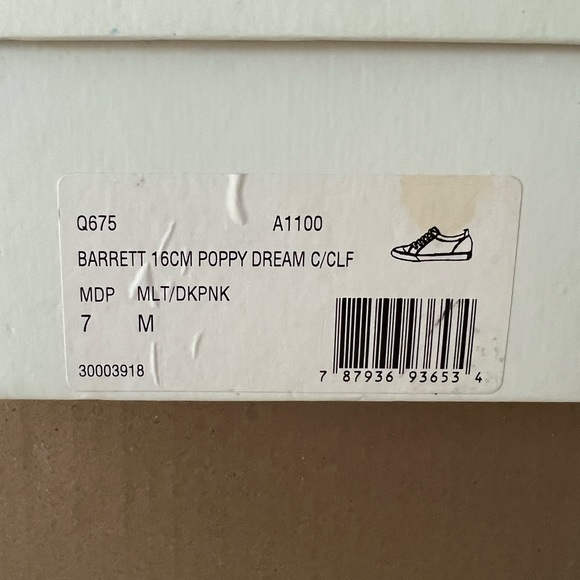 Q675 A1100
BARRETT 16CM POPPY DREAM C/CLF
MDP MLT/DKPNK
7 M
30003918
7 87936 93653 4